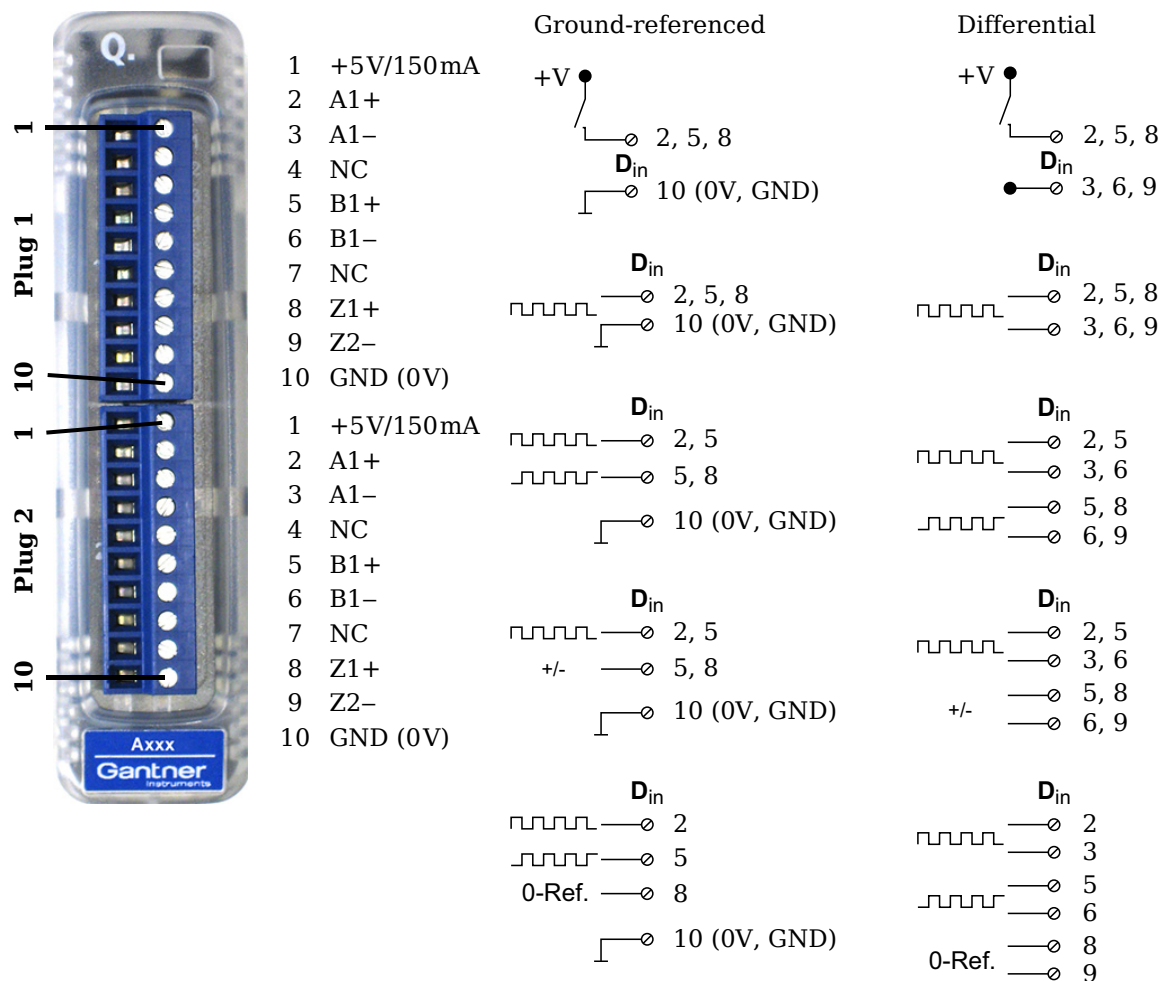 Q.
Plug 1
1
10
Plug 2
1
10
Axxx
Gantner
instruments
1 +5V/150mA
2 A1+
3 A1–
4 NC
5 B1+
6 B1–
7 NC
8 Z1+
9 Z2–
10 GND (0V)
1 +5V/150mA
2 A1+
3 A1–
4 NC
5 B1+
6 B1–
7 NC
8 Z1+
9 Z2–
10 GND (0V)
Ground-referenced
+V
2, 5, 8
Din
10 (0V, GND)
Din
2, 5, 8
10 (0V, GND)
Din
2, 5
5, 8
10 (0V, GND)
Din
2, 5
+/- 5, 8
10 (0V, GND)
Din
2
5
0-Ref. 8
10 (0V, GND)
Differential
+V
2, 5, 8
Din
3, 6, 9
Din
2, 5, 8
3, 6, 9
Din
2, 5
3, 6
5, 8
6, 9
Din
2, 5
3, 6
5, 8
+/-
6, 9
Din
2
3
5
6
8
0-Ref.
9